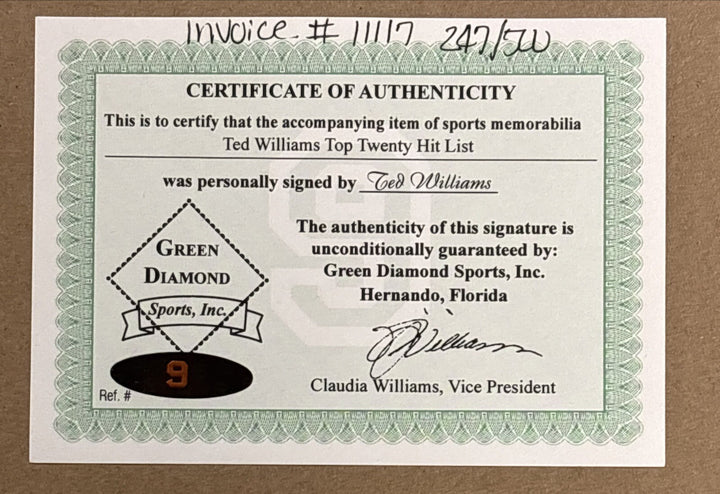 Invoice # 11117 247/500
CERTIFICATE OF AUTHENTICITY
This is to certify that the accompanying item of sports memorabilia
Ted Williams Top Twenty Hit List
was personally signed by Ted Williams
GREEN
DIAMOND
Sports, Inc.
The authenticity of this signature is
unconditionally guaranteed by:
Green Diamond Sports, Inc.
Hernando, Florida
C Williams
Claudia Williams, Vice President
9
Ref. #